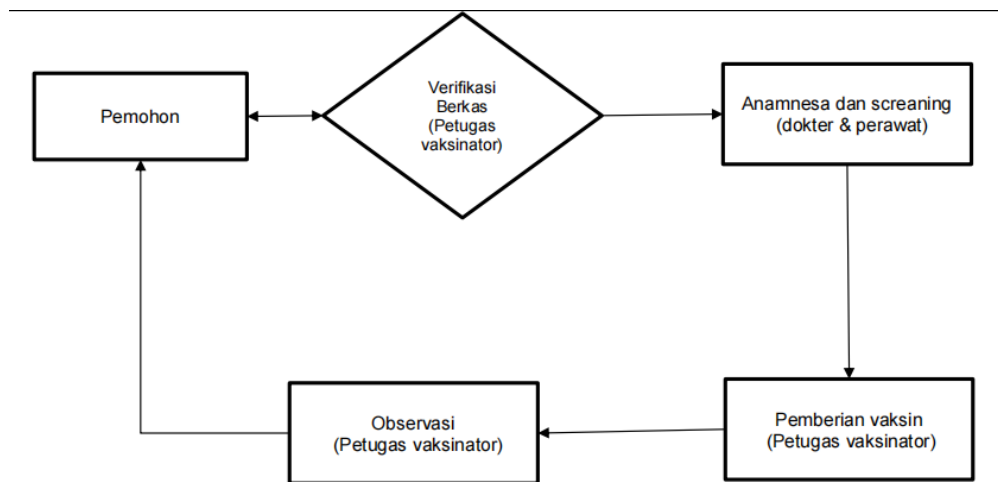 Pemohon
Verifikasi
Berkas
(Petugas
vaksinator)
Anamnesa dan screaning
(dokter & perawat)
Pemberian vaksin
(Petugas vaksinator)
Observasi
(Petugas vaksinator)